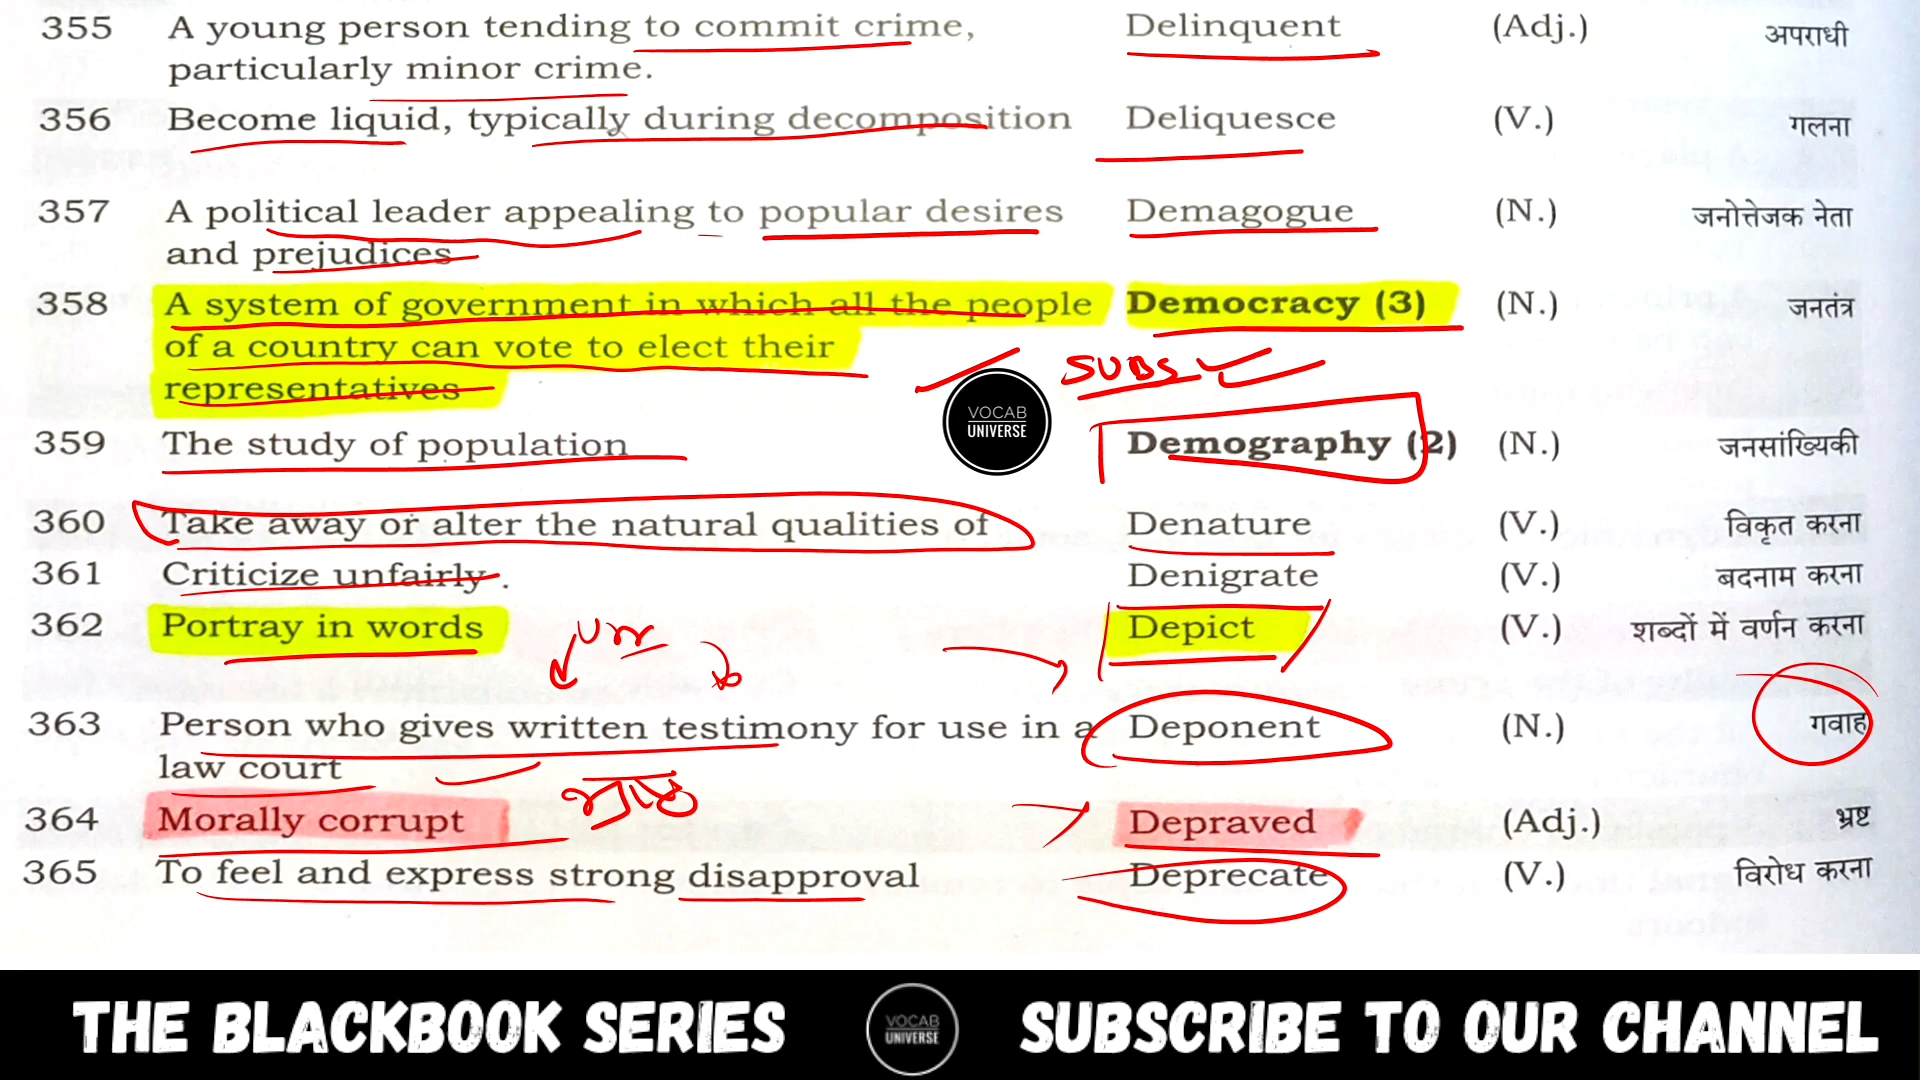 355 A young person tending to commit crime, Delinquent (Adj.) अपराधी
particularly minor crime.
356 Become liquid, typically during decomposition Deliquesce (V.) गलना
357 A political leader appealing to popular desires Demagogue (N.) जनोत्तेजक नेता
and prejudices
358 A system of government in which all the people Democracy (3) (N.) जनतंत्र
of a country can vote to elect their
representatives
SUBS
VOCAB
UNIVERSE
359 The study of population Demography (2) (N.) जनसांख्यिकी
360 Take away or alter the natural qualities of Denature (V.) विकृत करना
361 Criticize unfairly . Denigrate (V.) बदनाम करना
362 Portray in words Depict (V.) शब्दों में वर्णन करना
363 Person who gives written testimony for use in a Deponent (N.) गवाह
law court
364 Morally corrupt Depraved (Adj.) भ्रष्ट
365 To feel and express strong disapproval Deprecate (V.) विरोध करना
THE BLACKBOOK SERIES VOCAB UNIVERSE SUBSCRIBE TO OUR CHANNEL